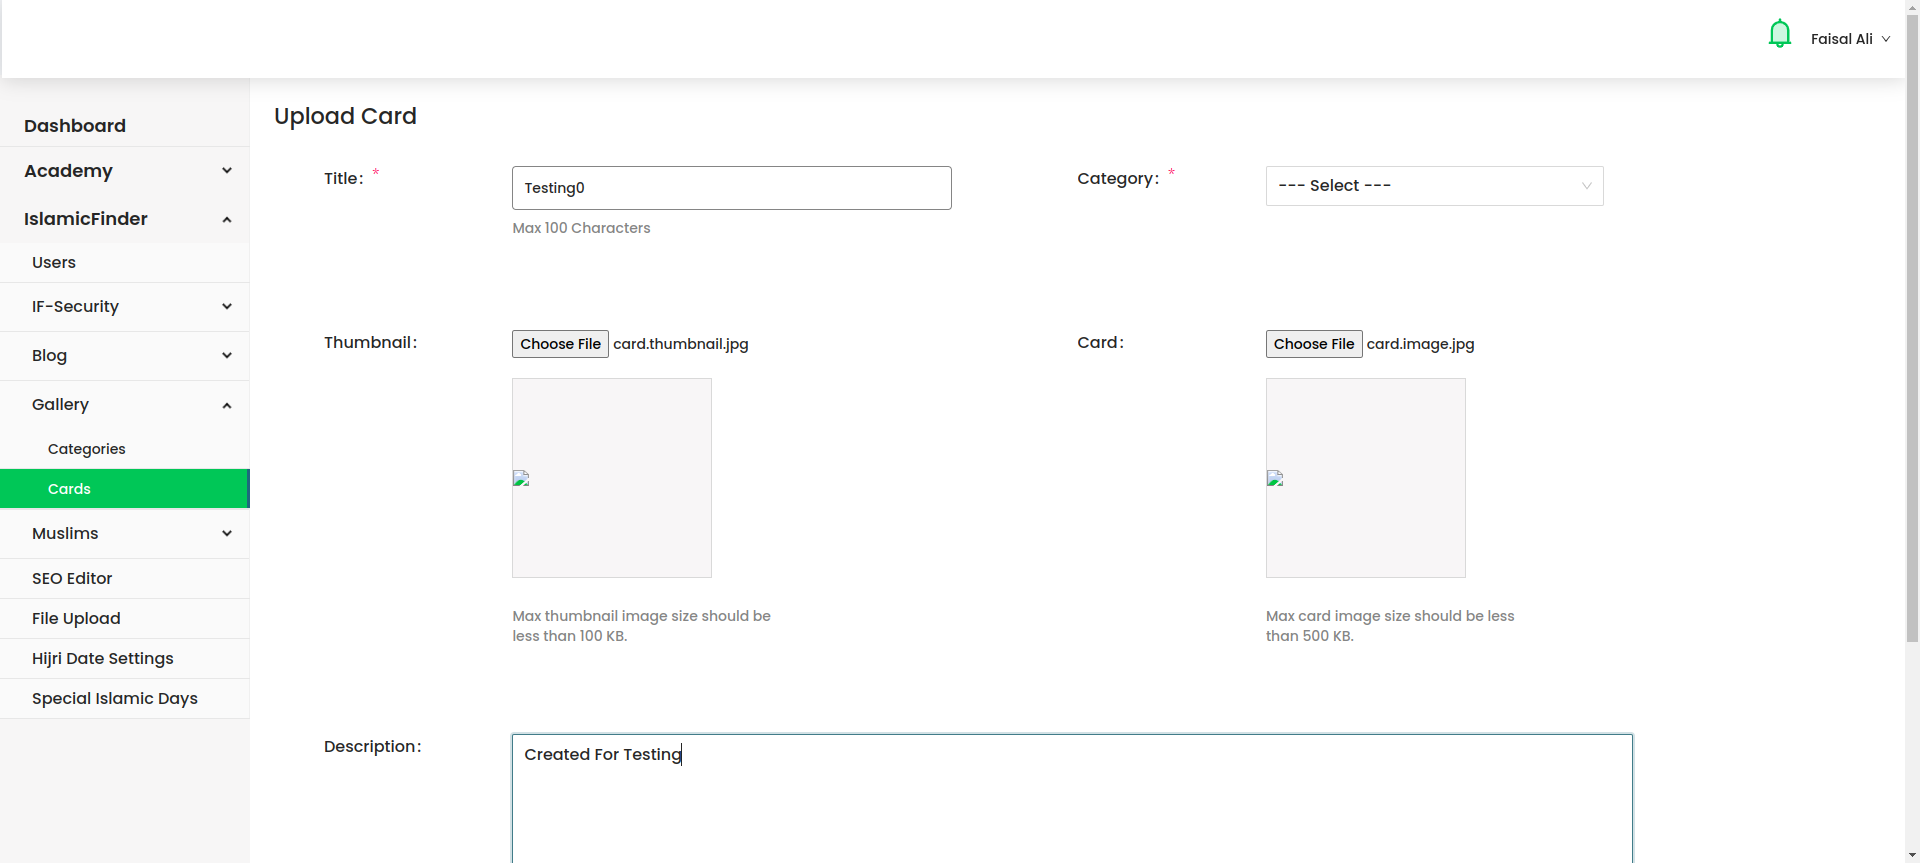 Faisal Ali
Dashboard
Academy
IslamicFinder
Users
IF-Security
Blog
Gallery
Categories
Cards
Muslims
SEO Editor
File Upload
Hijri Date Settings
Special Islamic Days
Upload Card
Title: *
Testing0
Max 100 Characters
Category: *
--- Select ---
Thumbnail:
Choose File card.thumbnail.jpg
Max thumbnail image size should be
less than 100 KB.
Card:
Choose File card.image.jpg
Max card image size should be less
than 500 KB.
Description:
Created For Testing